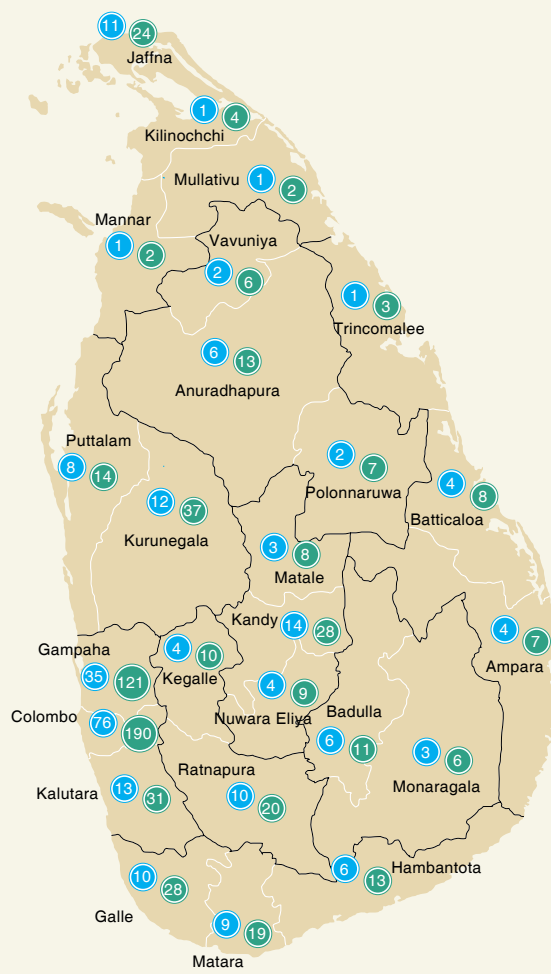 11
24
Jaffna
1
4
Kilinochchi
Mullativu
1
2
Mannar
1
2
Vavuniya
2
6
1
3
Trincomalee
6
13
Anuradhapura
Puttalam
8
14
12
37
Kurunegala
2
7
Polonnaruwa
4
8
Batticaloa
3
8
Matale
Kandy
14
28
4
7
Ampara
Gampaha
35
121
4
10
Kegalle
4
9
Nuwara Eliya
Colombo
76
190
Badulla
6
11
3
6
Monaragala
Kalutara
13
31
Ratnapura
10
20
6
13
Hambantota
10
28
Galle
9
19
Matara